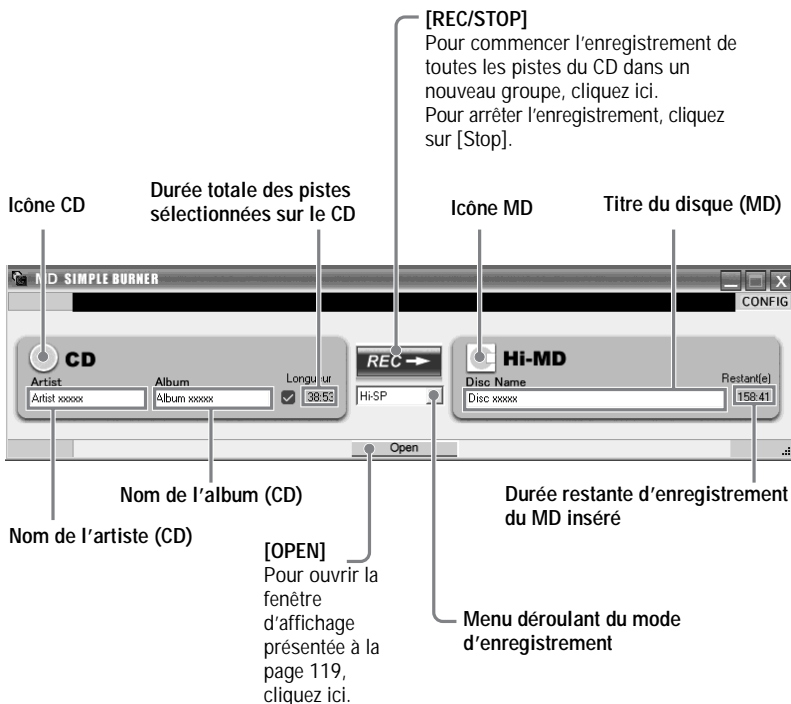 [REC/STOP]
Pour commencer l’enregistrement de
toutes les pistes du CD dans un
nouveau groupe, cliquez ici.
Pour arrêter l’enregistrement, cliquez
sur [Stop].
Icône CD
Durée totale des pistes
sélectionnées sur le CD
Icône MD
Titre du disque (MD)
MD SIMPLE BURNER
CONFIG
CD
Artist
Artist xxxxx
Album
Album xxxxx
Longueur
38:53
REC
Hi-SP
Hi-MD
Disc Name
Disc xxxxx
Restant(e)
158:41
Open
Nom de l’album (CD)
Nom de l’artiste (CD)
[OPEN]
Pour ouvrir la
fenêtre
d’affichage
présentée à la
page 119,
cliquez ici.
Durée restante d’enregistrement
du MD inséré
Menu déroulant du mode
d’enregistrement